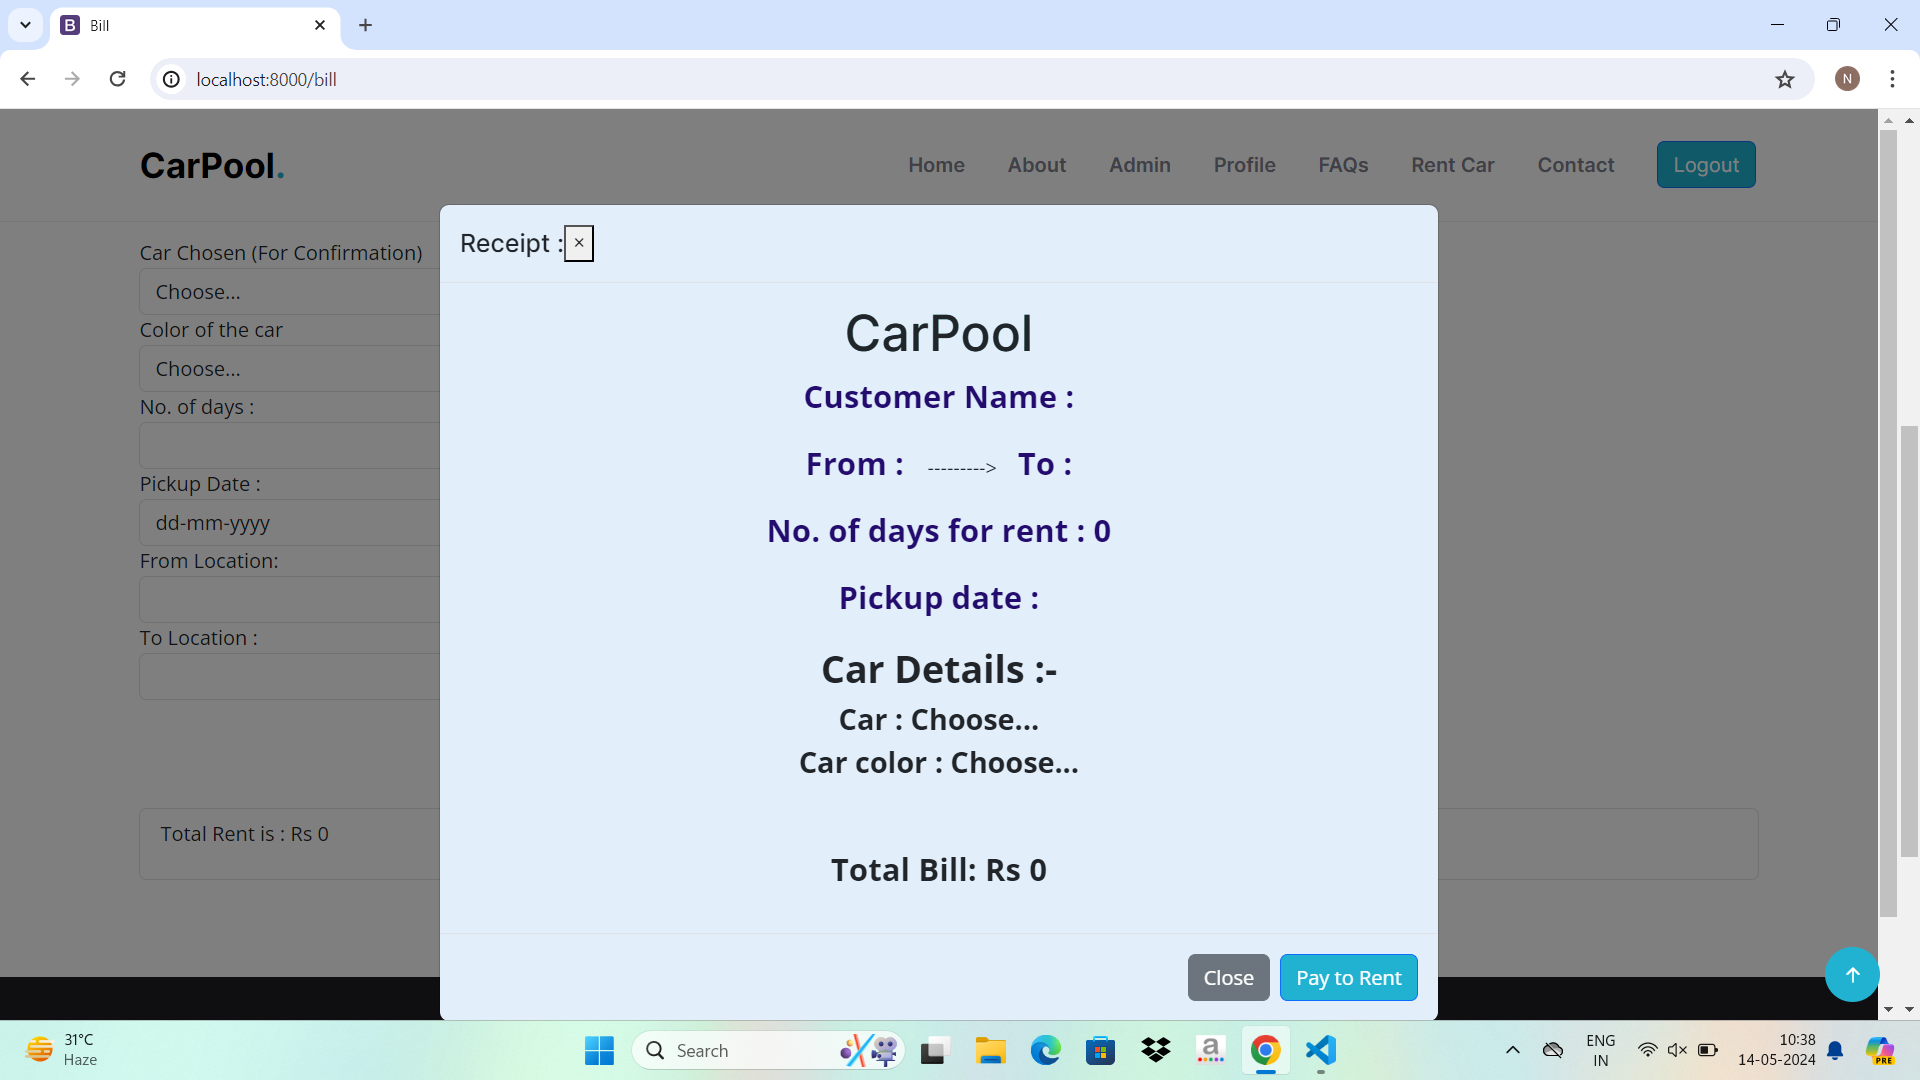 Bill
localhost:8000/bill
N
CarPool.
Home About Admin Profile FAQs Rent Car Contact Logout
Receipt : ×
Car Chosen (For Confirmation)
Choose...
Color of the car
Choose...
No. of days :
Pickup Date :
dd-mm-yyyy
From Location:
To Location :
Total Rent is : Rs 0
CarPool
Customer Name :
From : ---------> To :
No. of days for rent : 0
Pickup date :
Car Details :-
Car : Choose...
Car color : Choose...
Total Bill: Rs 0
Close Pay to Rent
31°C
Haze
Search
ENG
IN
10:38
14-05-2024
PRE